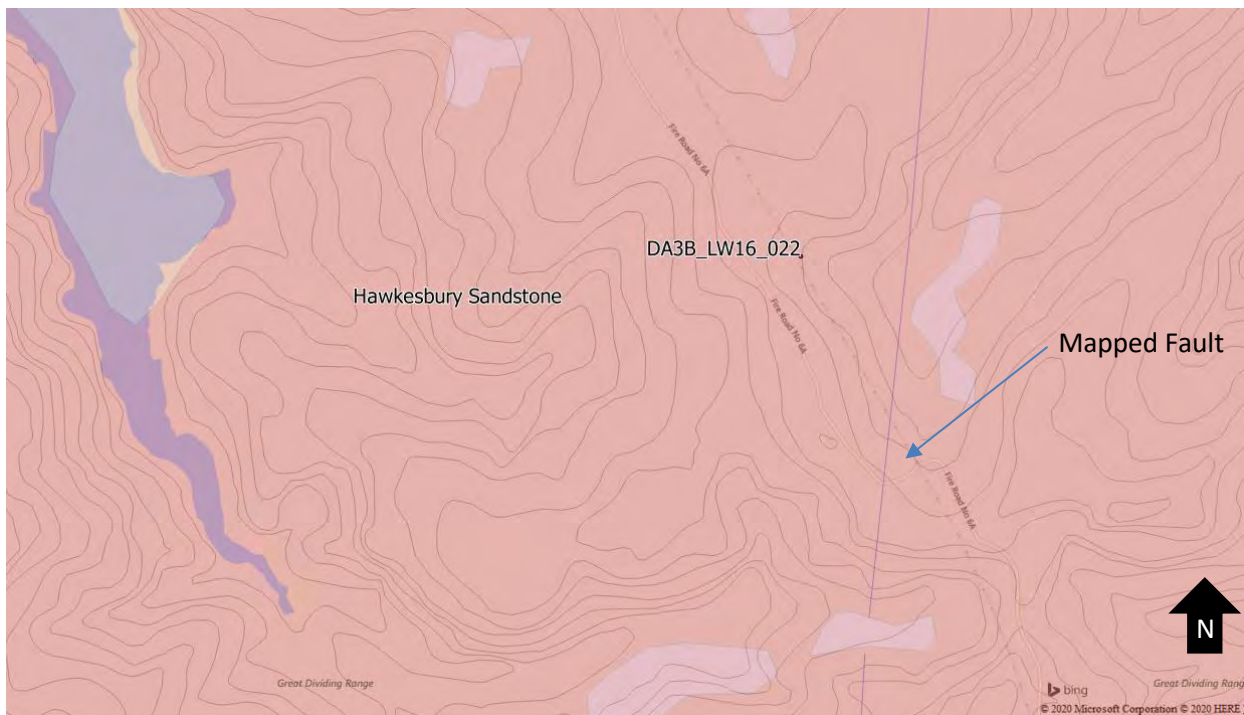 Fire Road No 6A
DA3B_LW16_022
Hawkesbury Sandstone
Fire Road No 6A
Mapped Fault
Fire Road No 6A
N
Great Dividing Range
bing
Great Dividing Rang
© 2020 Microsoft Corporation © 2020 HERE